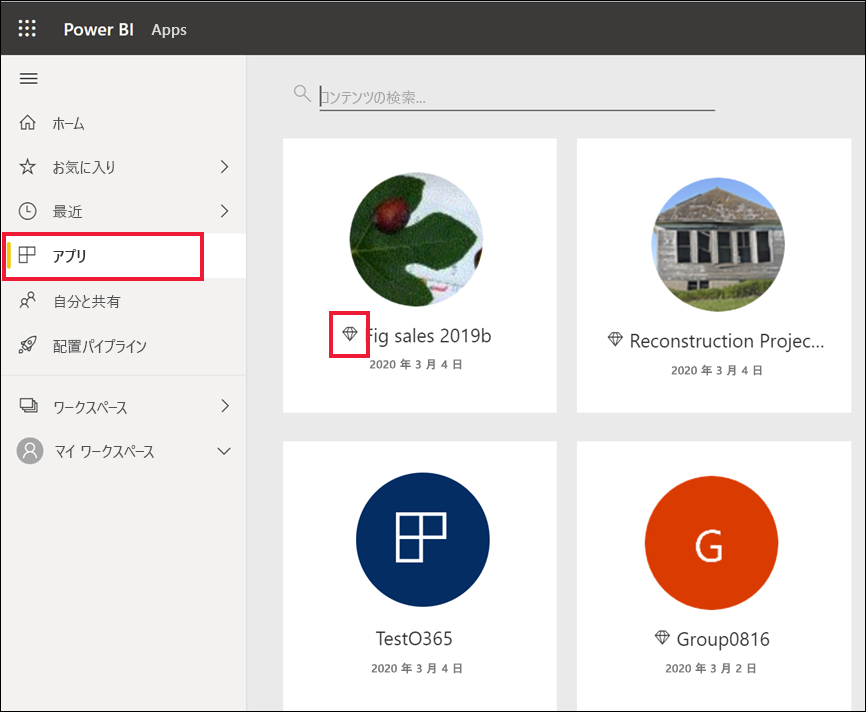 Power BI Apps
コンテンツの検索...
ホーム
お気に入り
最近
アプリ
自分と共有
配置パイプライン
ワークスペース
マイ ワークスペース
Fig sales 2019b
2020 年 3 月 4 日
Reconstruction Projec...
2020 年 3 月 4 日
TestO365
2020 年 3 月 4 日
G
Group0816
2020 年 3 月 2 日